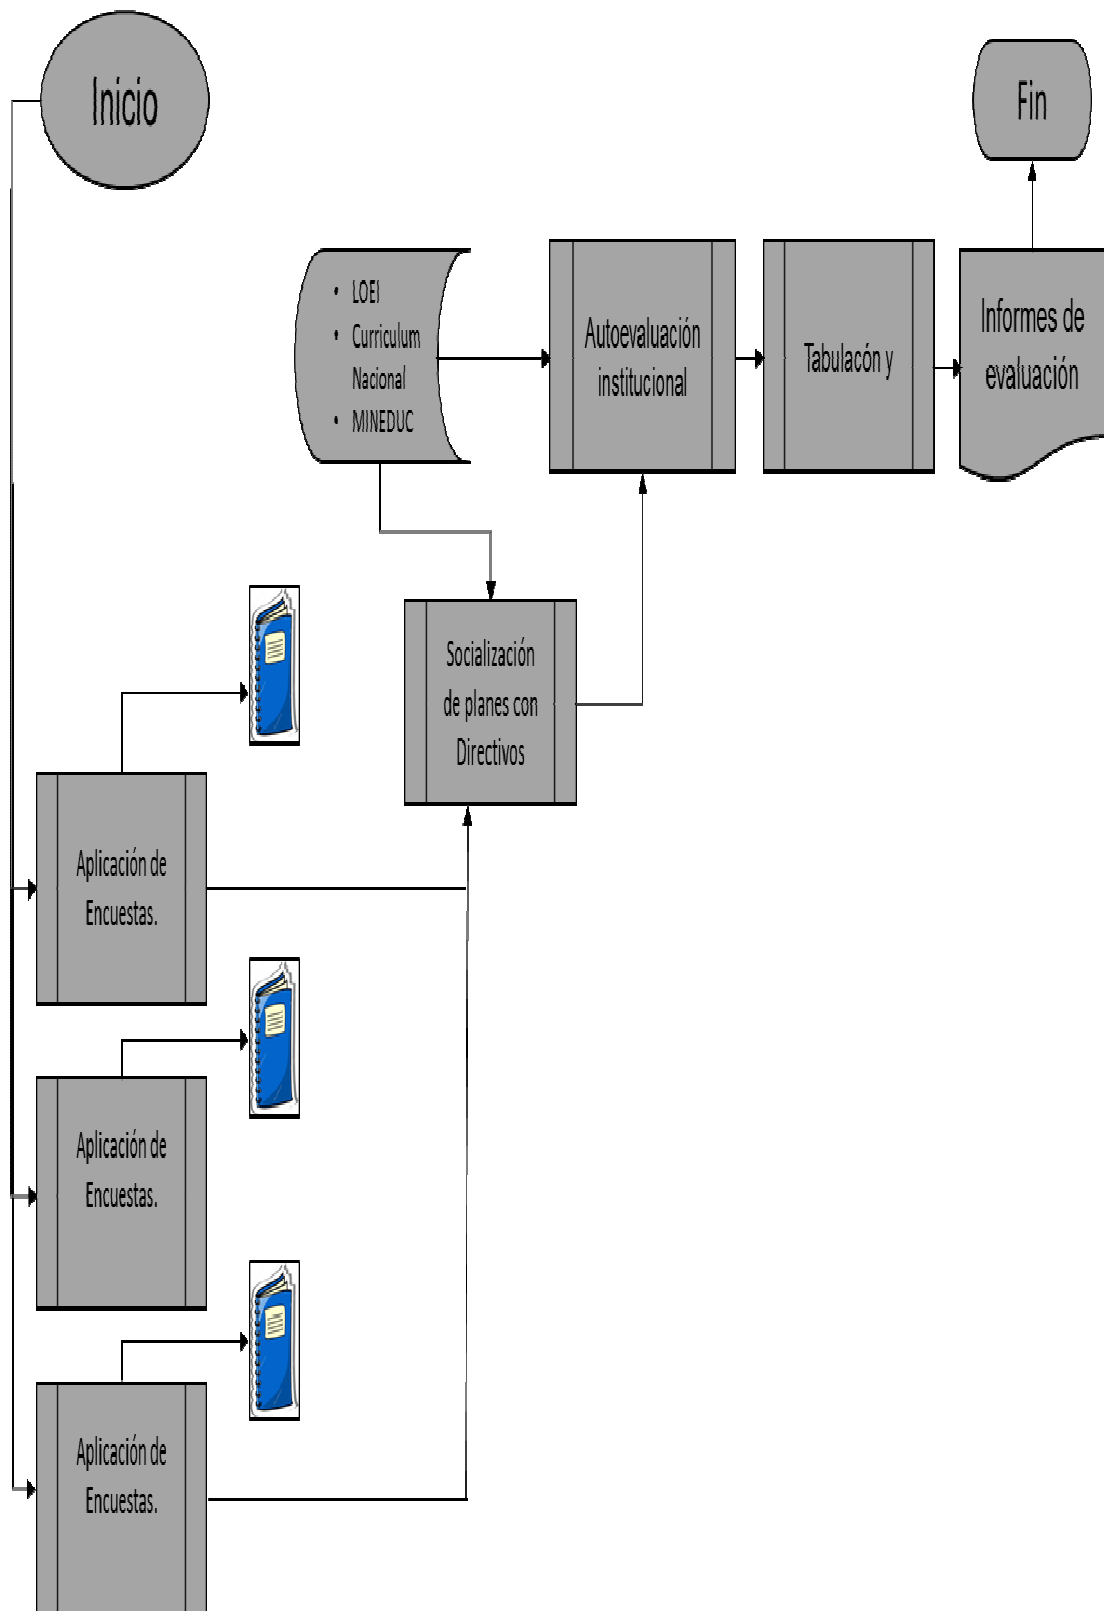 Inicio
Fin
• LOEI
• Curriculum
Nacional
• MINEDUC
Autoevaluación
institucional
Tabulacón y
Informes de
evaluación
Socialización
de planes con
Directivos
Aplicación de
Encuestas.
Aplicación de
Encuestas.
Aplicación de
Encuestas.